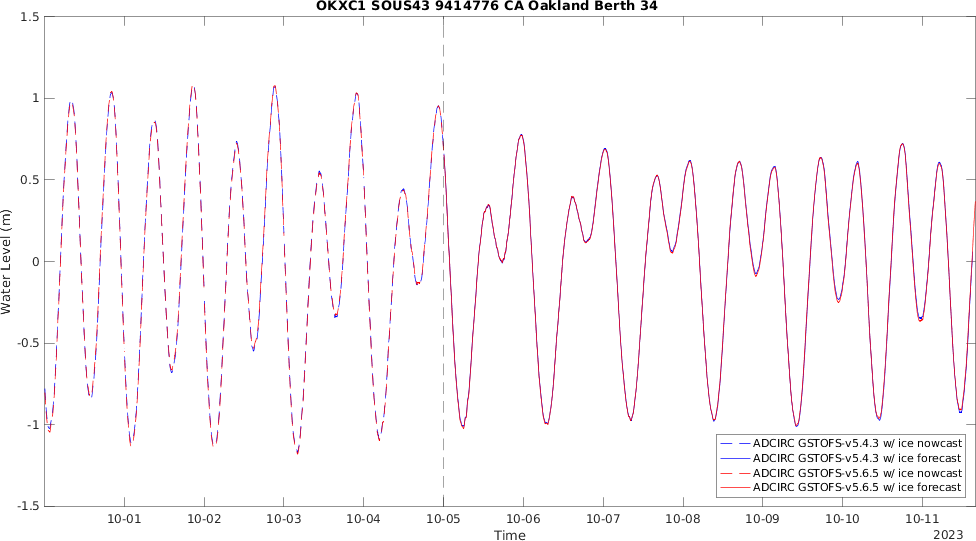 OKXC1 SOUS43 9414776 CA Oakland Berth 34
1.5
1
0.5
0
-0.5
-1
-1.5
Water Level (m)
10-01 10-02 10-03 10-04 10-05 10-06 10-07 10-08 10-09 10-10 10-11
Time
2023
ADCIRC GSTOFS-v5.4.3 w/ ice nowcast
ADCIRC GSTOFS-v5.4.3 w/ ice forecast
ADCIRC GSTOFS-v5.6.5 w/ ice nowcast
ADCIRC GSTOFS-v5.6.5 w/ ice forecast